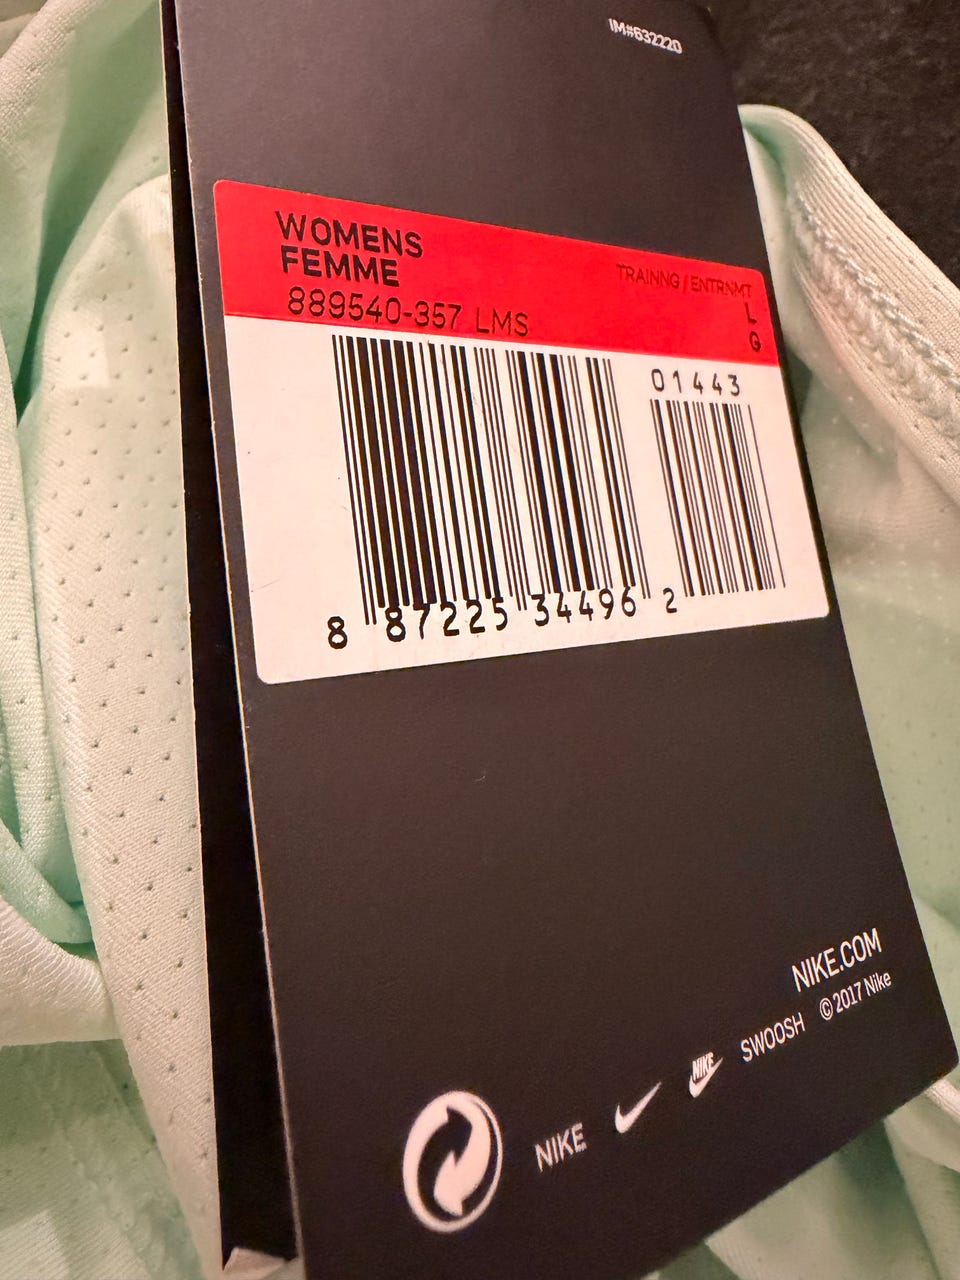 IM#632220
WOMENS
FEMME
TRAINNG / ENTRNMT
889540-357 LMS
L
G
01443
8 87225 34496 2
NIKE.COM
NIKE NIKE SWOOSH © 2017 Nike